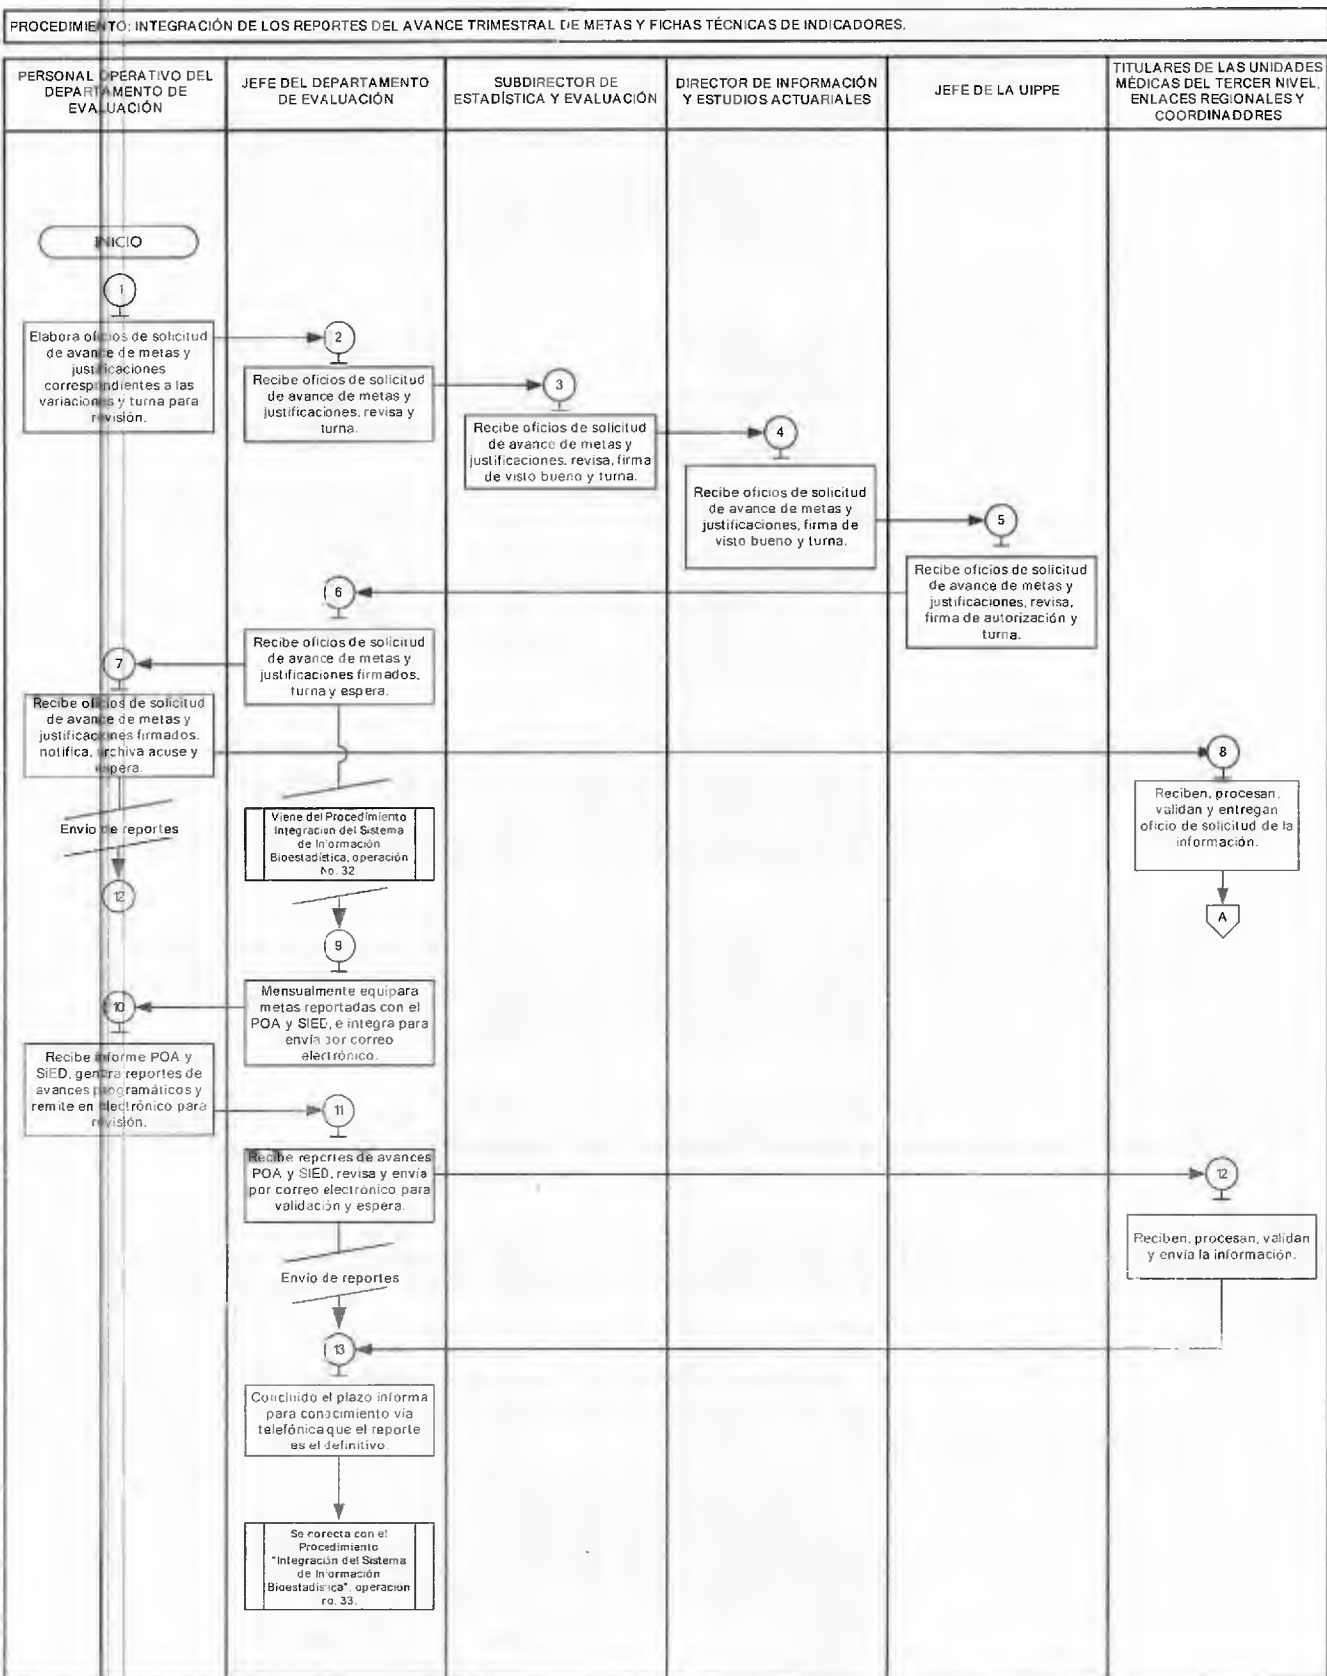 PROCEDIMIENTO: INTEGRACIÓN DE LOS REPORTES DEL AVANCE TRIMESTRAL DE METAS Y FICHAS TÉCNICAS DE INDICADORES.
PERSONAL OPERATIVO DEL
DEPARTAMENTO DE
EVALUACIÓN
JEFE DEL DEPARTAMENTO
DE EVALUACIÓN
SUBDIRECTOR DE
ESTADÍSTICA Y EVALUACIÓN
DIRECTOR DE INFORMACIÓN
Y ESTUDIOS ACTUARIALES
JEFE DE LA UIPPE
TITULARES DE LAS UNIDADES
MÉDICAS DEL TERCER NIVEL,
ENLACES REGIONALES Y
COORDINADORES
INICIO
1
Elabora oficios de solicitud
de avance de metas y
justificaciones
correspondientes a las
variaciones y turna para
revisión.
2
Recibe oficios de solicitud
de avance de metas y
justificaciones, revisa y
turna.
3
Recibe oficios de solicitud
de avance de metas y
justificaciones, revisa, firma
de visto bueno y turna.
4
Recibe oficios de solicitud
de avance de metas y
justificaciones, firma de
visto bueno y turna.
5
Recibe oficios de solicitud
de avance de metas y
justificaciones, revisa,
firma de autorización y
turna.
6
Recibe oficios de solicitud
de avance de metas y
justificaciones firmados,
turna y espera.
7
Recibe oficios de solicitud
de avance de metas y
justificaciones firmados,
notifica, archiva acuse y
espera.
8
Reciben, procesan,
validan y entregan
oficio de solicitud de la
información.
A
Envío de reportes
12
Viene del Procedimiento
Integración del Sistema
de Información
Bioestadística, operación
No. 32.
9
Mensualmente equipara
metas reportadas con el
POA y SIED, e integra para
envía por correo
electrónico.
10
Recibe informe POA y
SIED, genera reportes de
avances programáticos y
remite en electrónico para
revisión.
11
Recibe reportes de avances
POA y SIED, revisa y envía
por correo electrónico para
validación y espera.
12
Reciben, procesan, validan
y envía la información.
Envío de reportes
13
Concluido el plazo informa
para conocimiento vía
telefónica que el reporte
es el definitivo.
Se conecta con el
Procedimiento
"Integración del Sistema
de Información
Bioestadística", operación
no. 33.